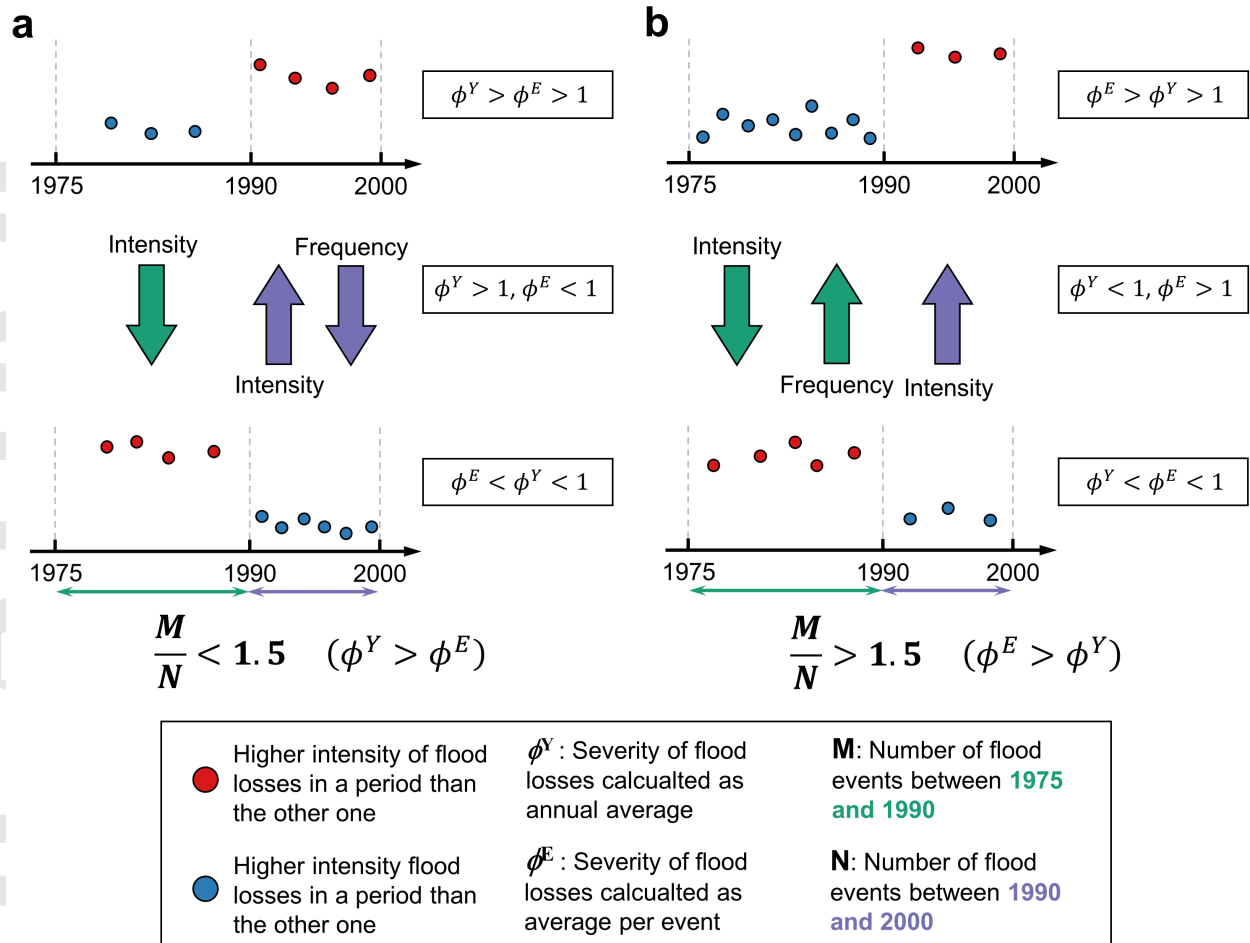 a
ϕ^Y > ϕ^E > 1
1975 1990 2000
Intensity
Frequency
ϕ^Y > 1, ϕ^E < 1
Intensity
ϕ^E < ϕ^Y < 1
1975 1990 2000
M/N < 1.5 (ϕ^Y > ϕ^E)
b
ϕ^E > ϕ^Y > 1
1975 1990 2000
Intensity
ϕ^Y < 1, ϕ^E > 1
Frequency Intensity
ϕ^Y < ϕ^E < 1
1975 1990 2000
M/N > 1.5 (ϕ^E > ϕ^Y)
Higher intensity of flood
losses in a period than
the other one
Higher intensity flood
losses in a period than
the other one
ϕ^Y : Severity of flood
losses calcualted as
annual average
ϕ^E : Severity of flood
losses calcualted as
average per event
M: Number of flood
events between 1975
and 1990
N: Number of flood
events between 1990
and 2000